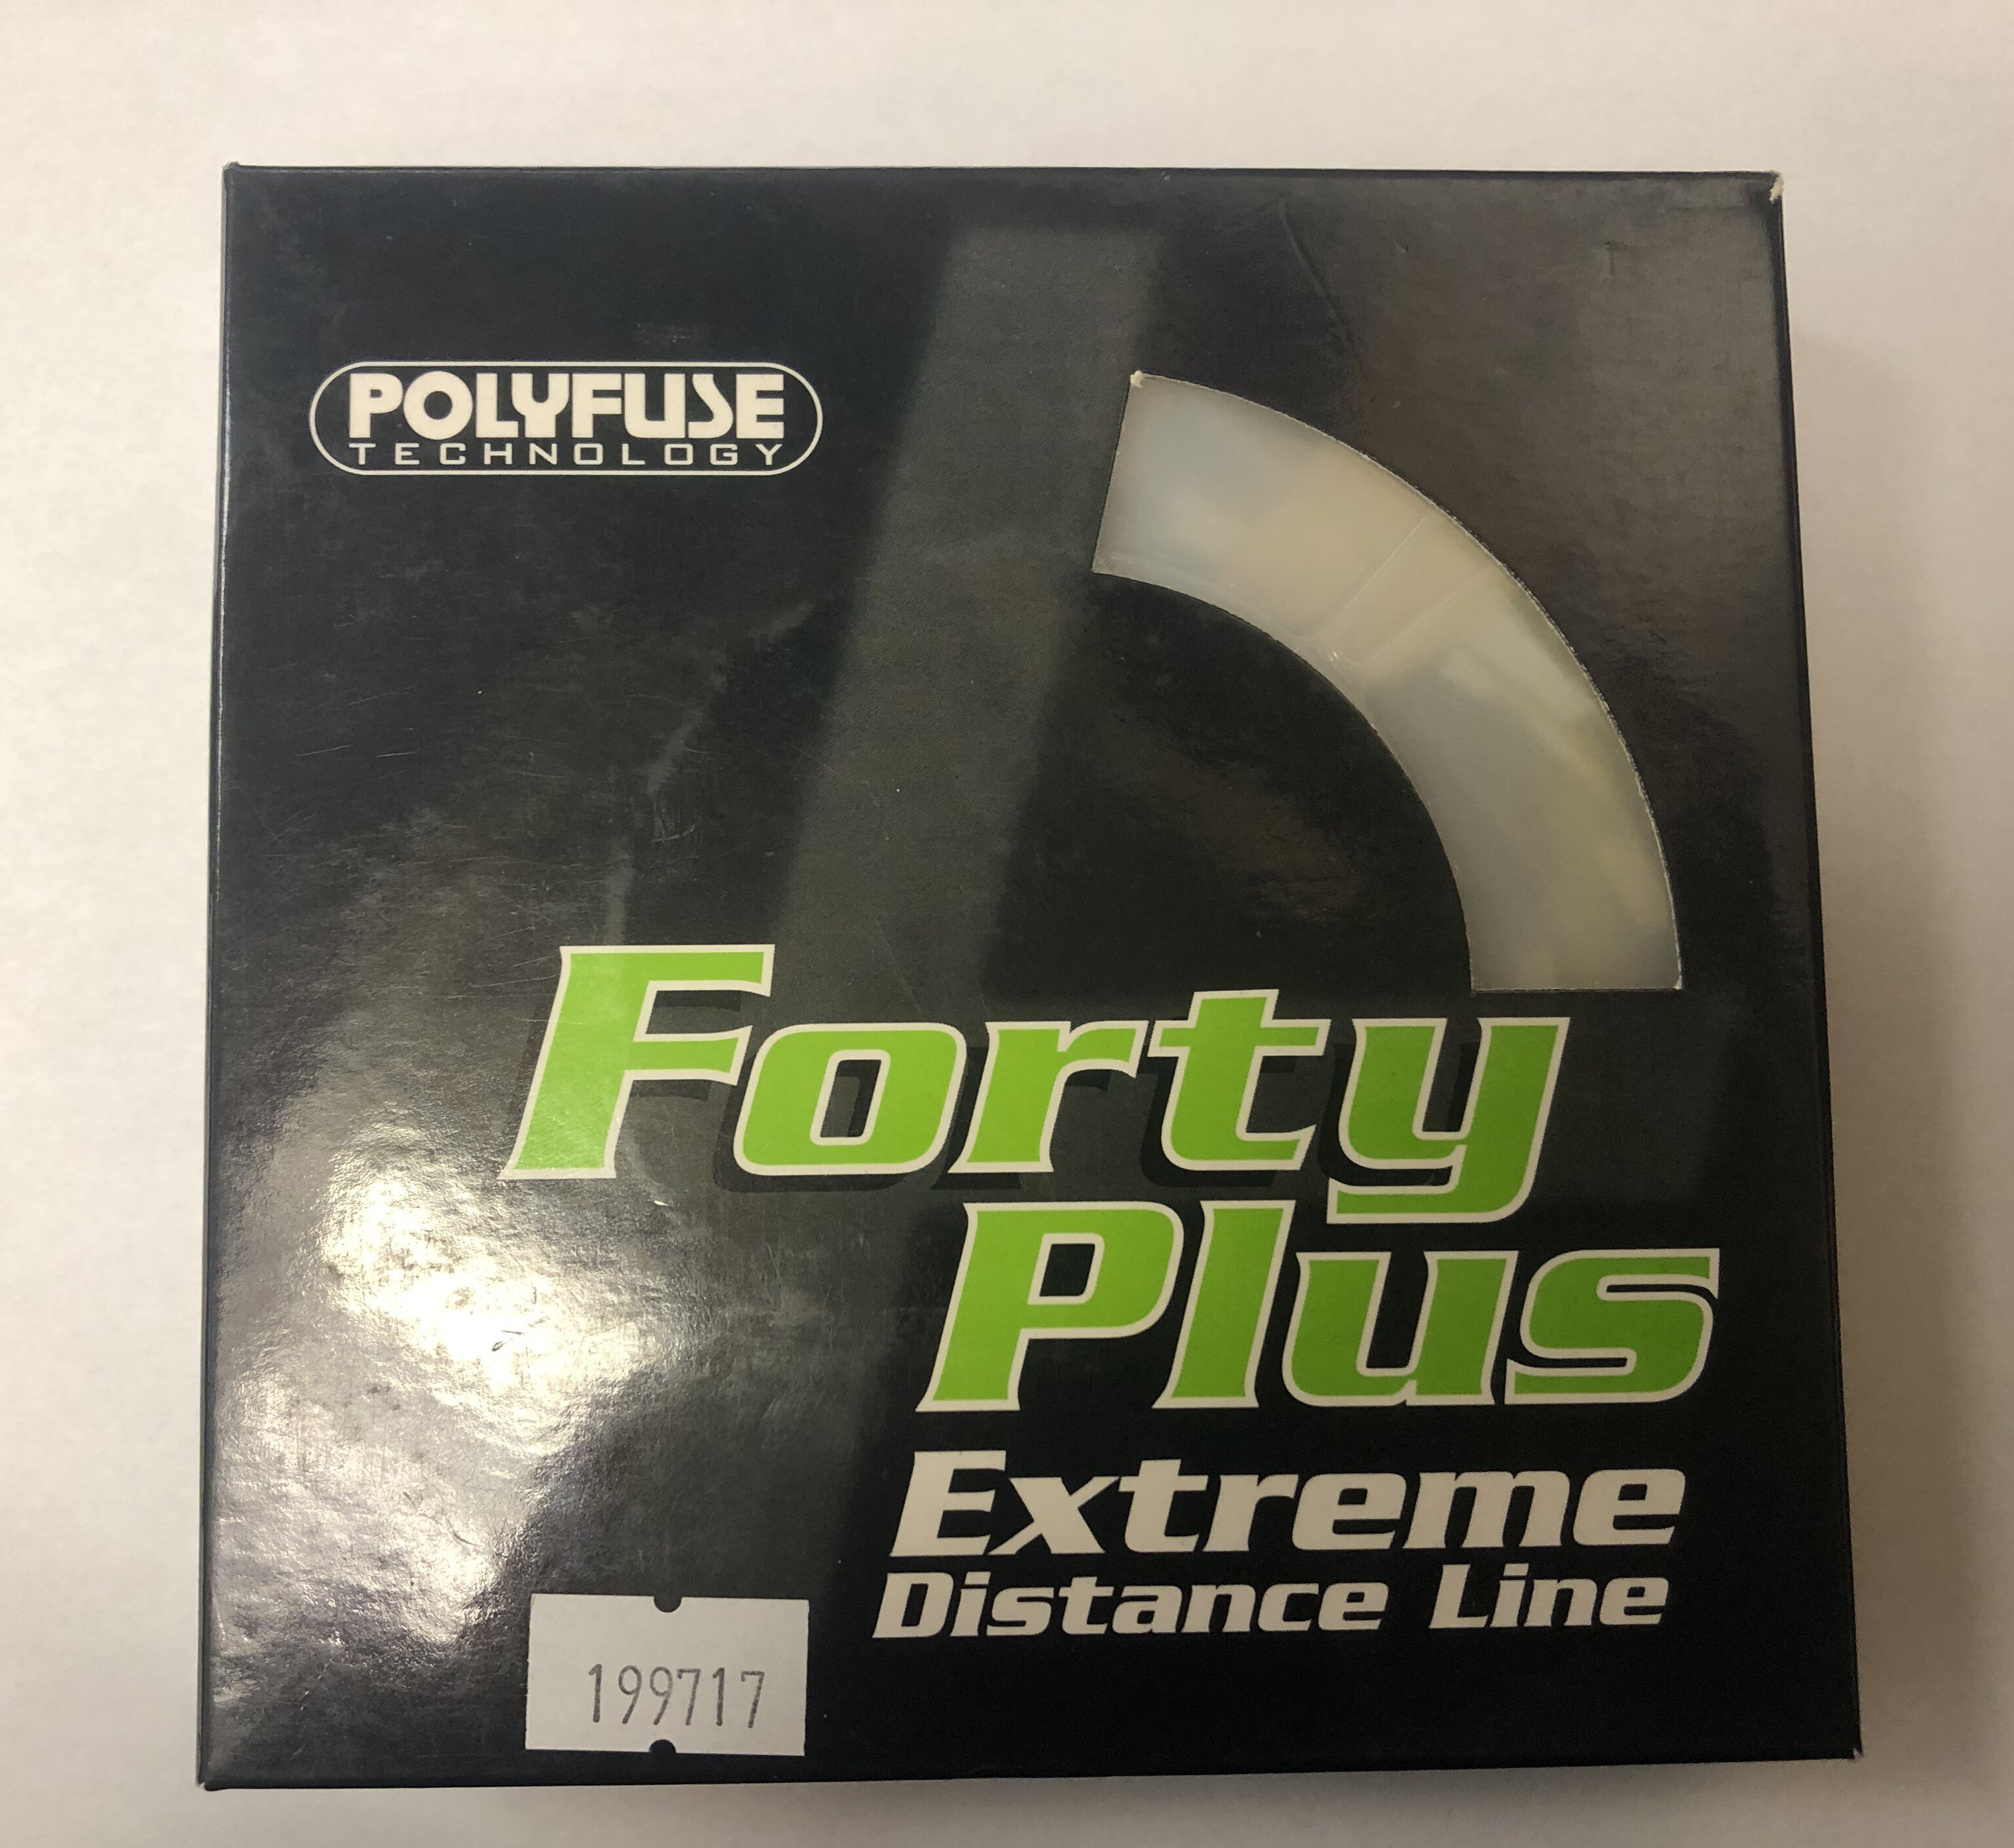 POLYFUSE
TECHNOLOGY
Forty
Plus
Extreme
Distance Line
199717